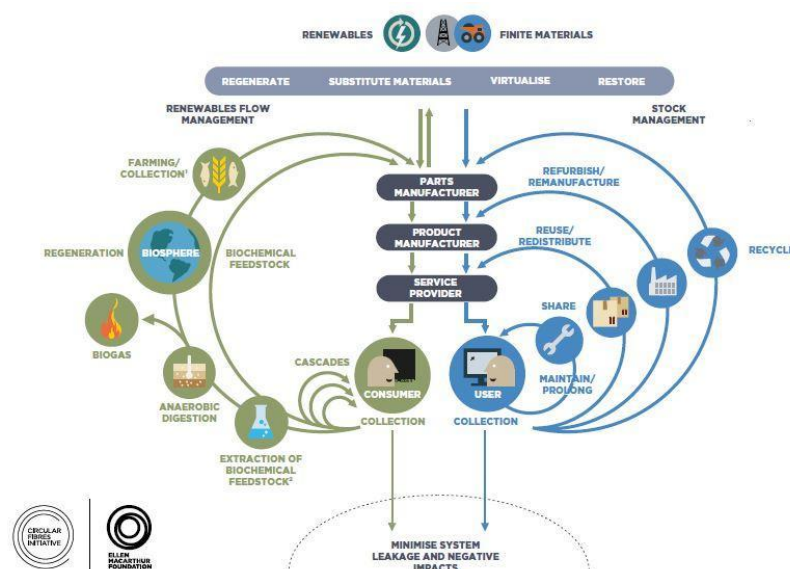 RENEWABLES
FINITE MATERIALS
REGENERATE
SUBSTITUTE MATERIALS
VIRTUALISE
RESTORE
RENEWABLES FLOW
MANAGEMENT
STOCK
MANAGEMENT
FARMING/
COLLECTION¹
PARTS
MANUFACTURER
REFURBISH/
REMANUFACTURE
PRODUCT
MANUFACTURER
REUSE/
REDISTRIBUTE
REGENERATION
BIOSPHERE
BIOCHEMICAL
FEEDSTOCK
RECYCLE
SERVICE
PROVIDER
SHARE
BIOGAS
CASCADES
CONSUMER
USER
MAINTAIN/
PROLONG
ANAEROBIC
DIGESTION
COLLECTION
COLLECTION
EXTRACTION OF
BIOCHEMICAL
FEEDSTOCK²
CIRCULAR
FIBRES
INITIATIVE
ELLEN
MACARTHUR
FOUNDATION
MINIMISE SYSTEM
LEAKAGE AND NEGATIVE
IMPACTS